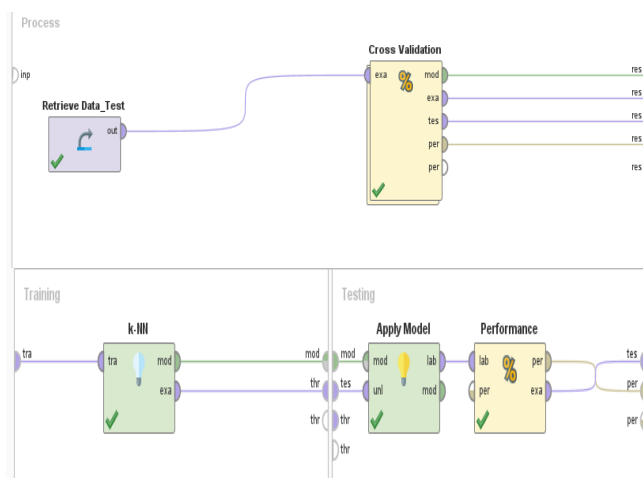 Process
Cross Validation
inp
exa
mod
res
exa
res
Retrieve Data_Test
tes
res
out
per
res
per
res
Training
Testing
k-NN
Apply Model
Performance
tra
tra
mod
mod
mod
mod
lab
lab
per
tes
exa
thr
tes
unl
mod
per
exa
per
thr
thr
per
thr